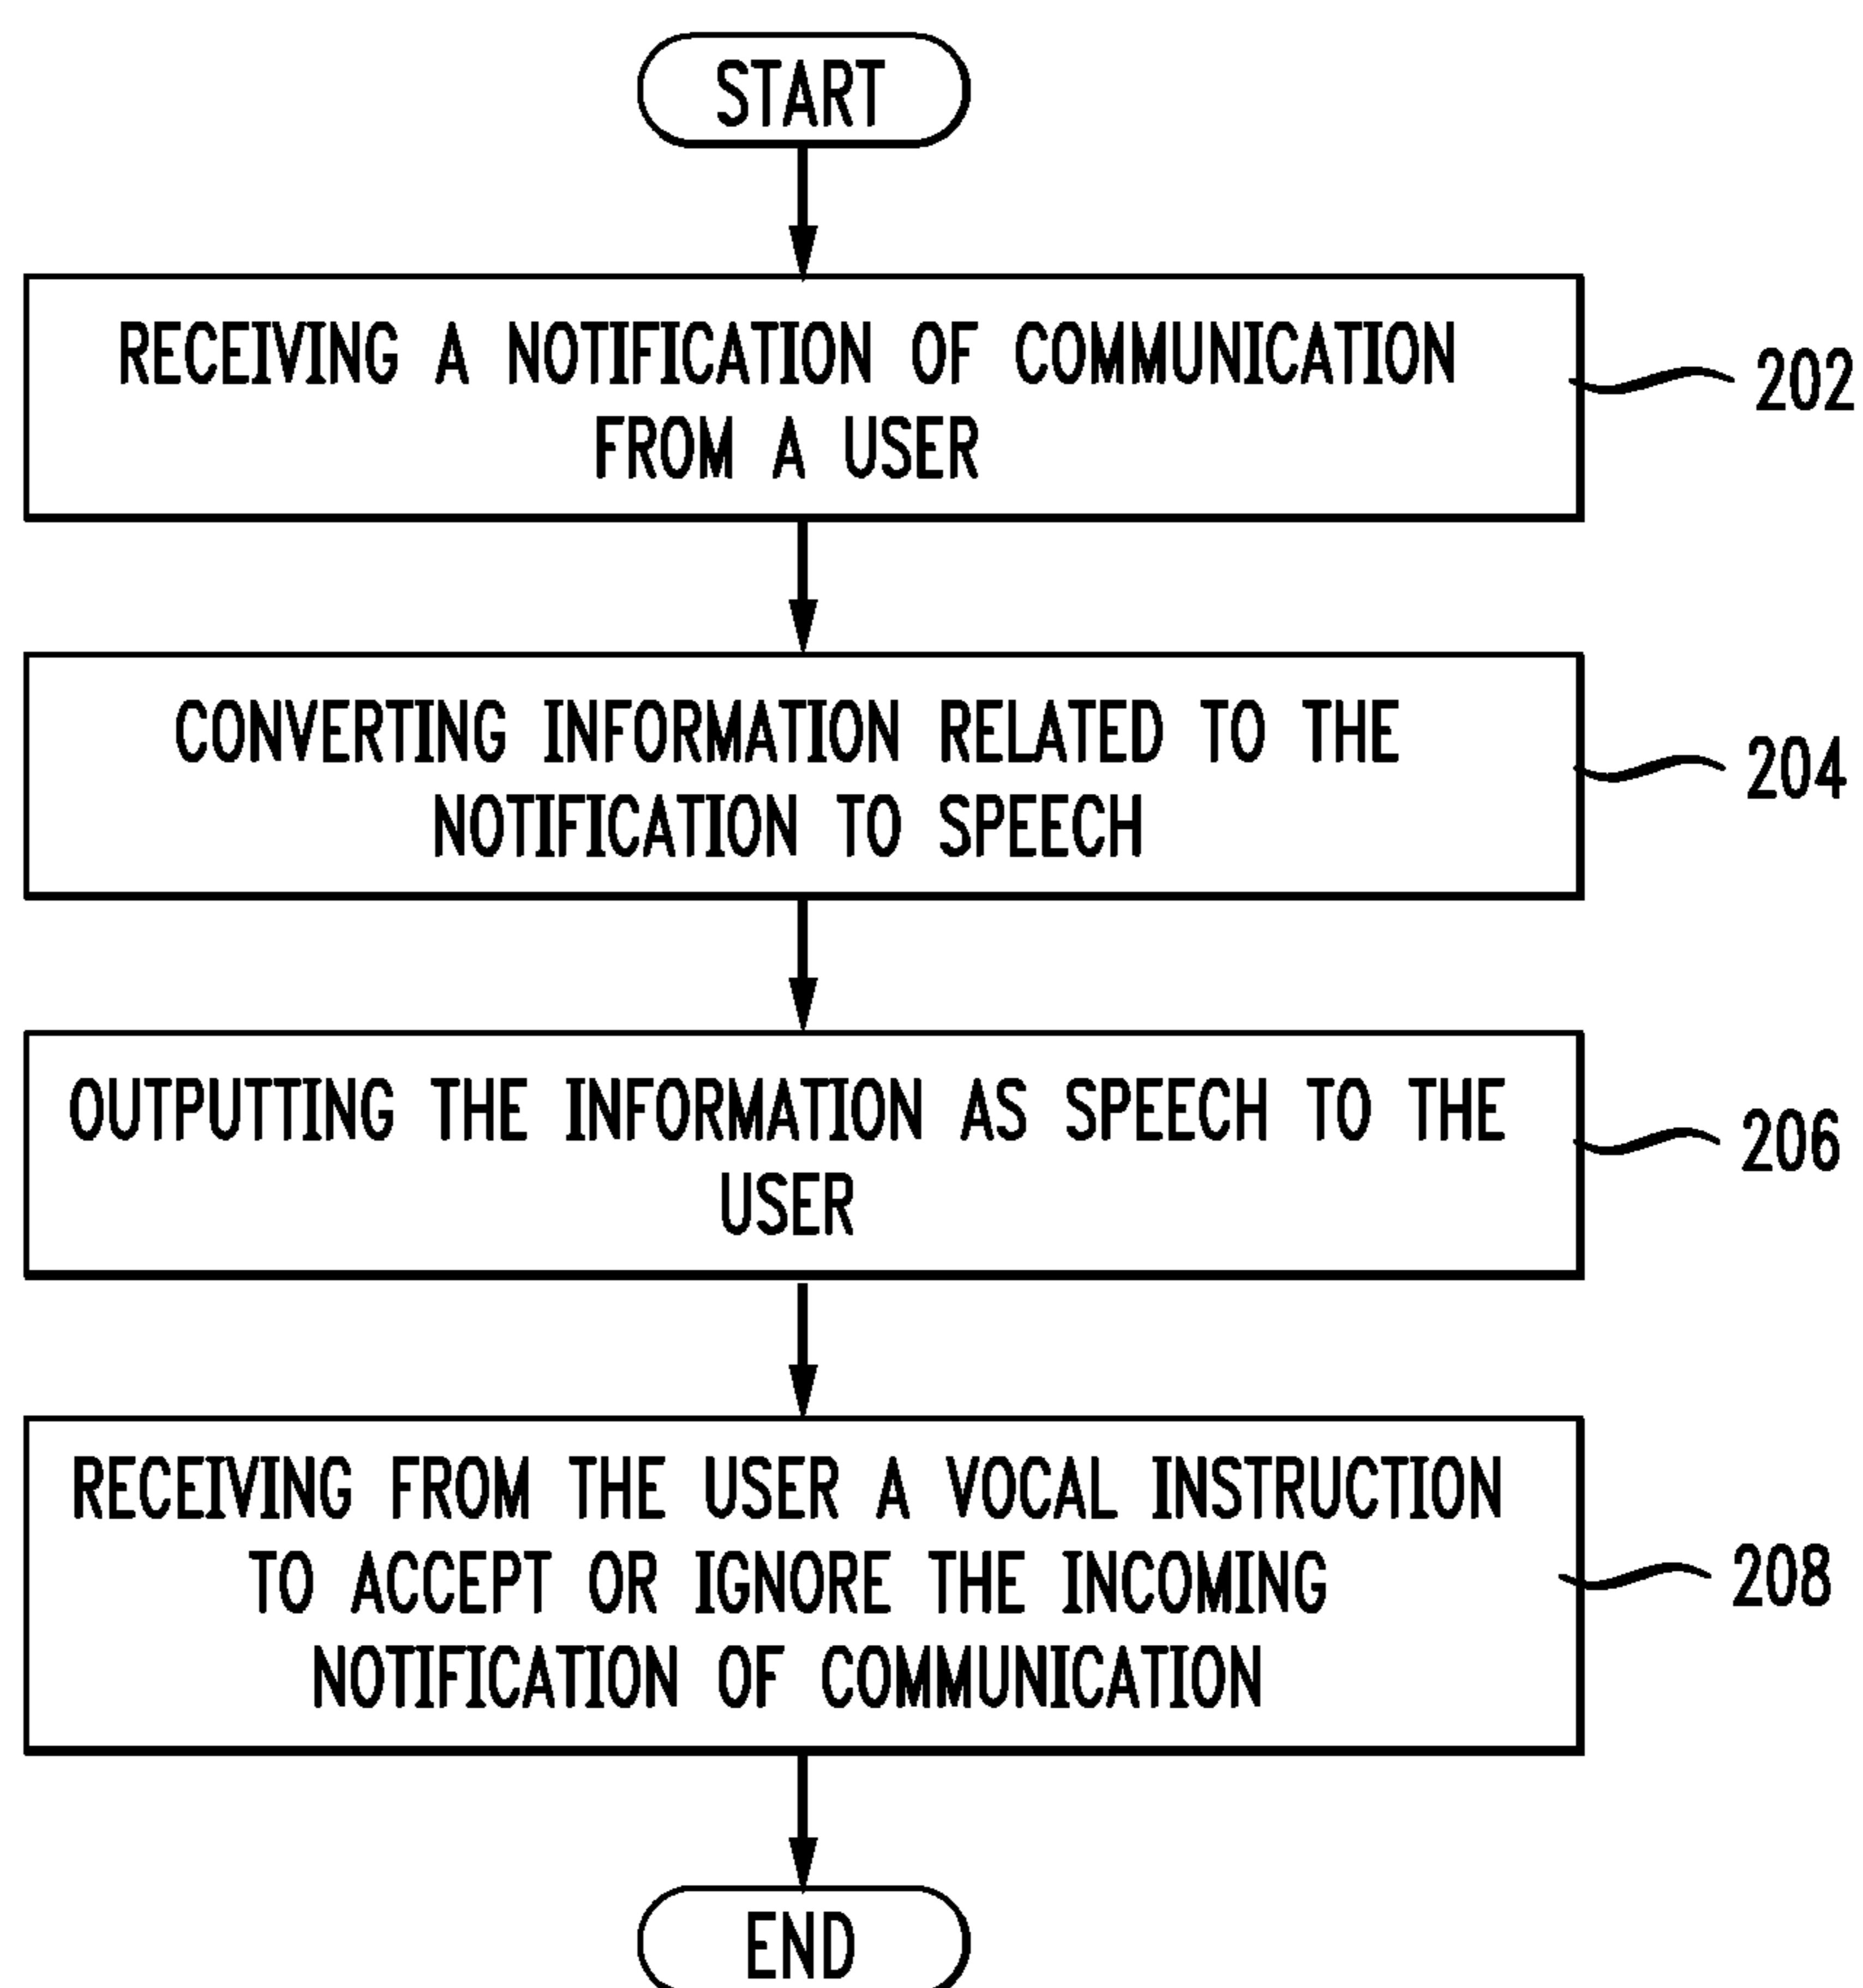 START
RECEIVING A NOTIFICATION OF COMMUNICATION
FROM A USER
202
CONVERTING INFORMATION RELATED TO THE
NOTIFICATION TO SPEECH
204
OUTPUTTING THE INFORMATION AS SPEECH TO THE
USER
206
RECEIVING FROM THE USER A VOCAL INSTRUCTION
TO ACCEPT OR IGNORE THE INCOMING
NOTIFICATION OF COMMUNICATION
208
END